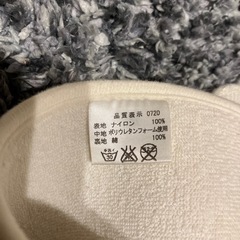 品質表示 0720
表地 ナイロン 100%
中地 ポリウレタンフォーム使用
裏地 綿 100%